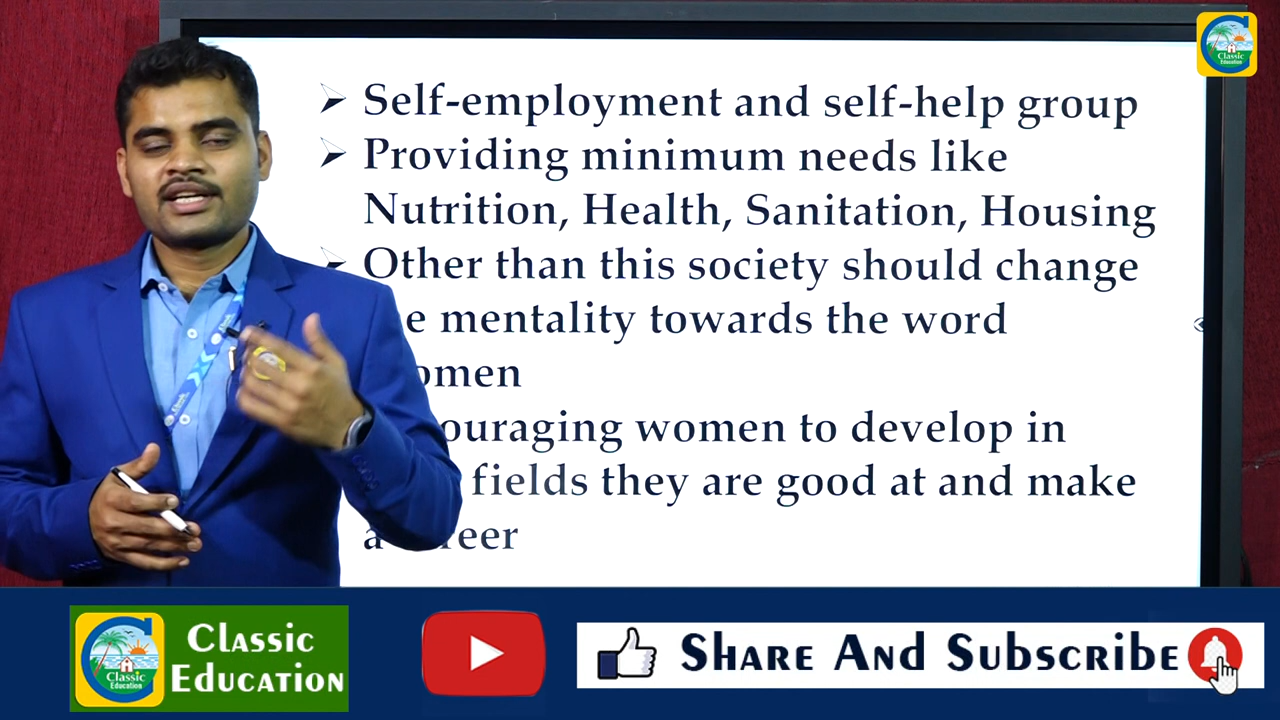 Self-employment and self-help group
Providing minimum needs like
Nutrition, Health, Sanitation, Housing
Other than this society should change
mentality towards the word
fields they are good at and make
women to develop in
Classic
Education
Classic
Education
Classic
Education
Share And Subscribe